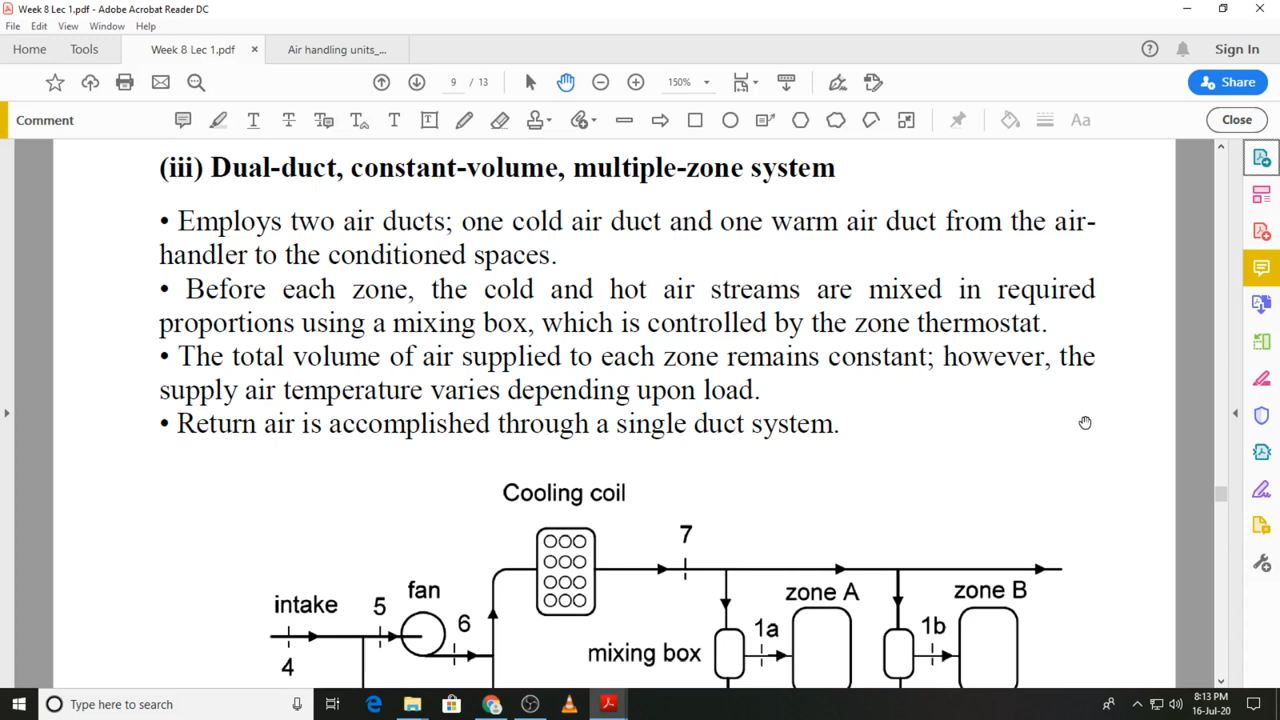 Week 8 Lec 1.pdf - Adobe Acrobat Reader DC
File Edit View Window Help
Home Tools Week 8 Lec 1.pdf × Air handling units_... Sign In
9 / 13 150% Share
Comment Aa Close
(iii) Dual-duct, constant-volume, multiple-zone system
• Employs two air ducts; one cold air duct and one warm air duct from the air-
handler to the conditioned spaces.
• Before each zone, the cold and hot air streams are mixed in required
proportions using a mixing box, which is controlled by the zone thermostat.
• The total volume of air supplied to each zone remains constant; however, the
supply air temperature varies depending upon load.
• Return air is accomplished through a single duct system.
Cooling coil
7
fan zone A zone B
intake 5 6 1a 1b
mixing box
4
Type here to search
8:13 PM
16-Jul-20